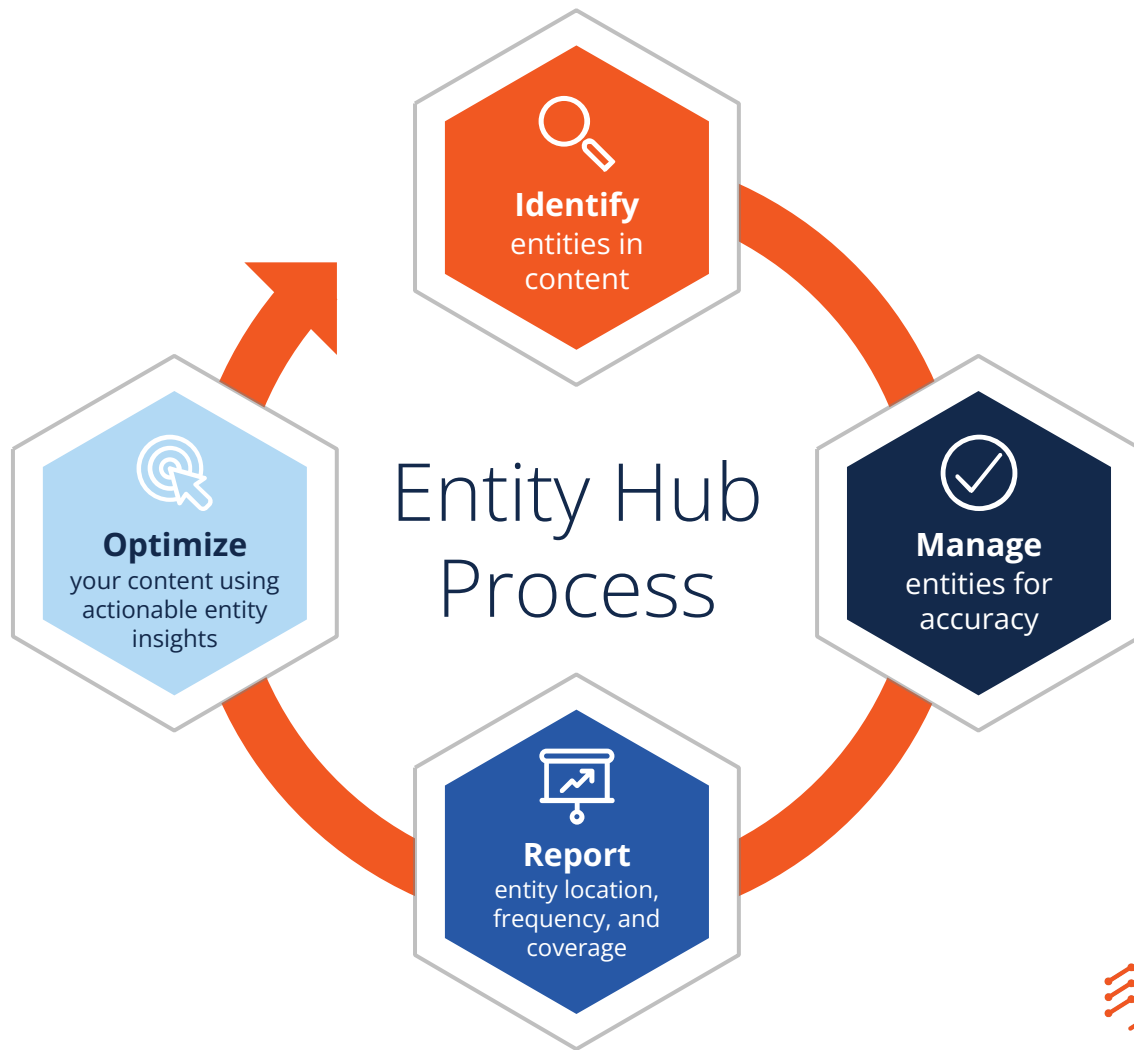 Identify
entities in
content
Manage
entities for
accuracy
Report
entity location,
frequency, and
coverage
Optimize
your content using
actionable entity
insights
Entity Hub
Process